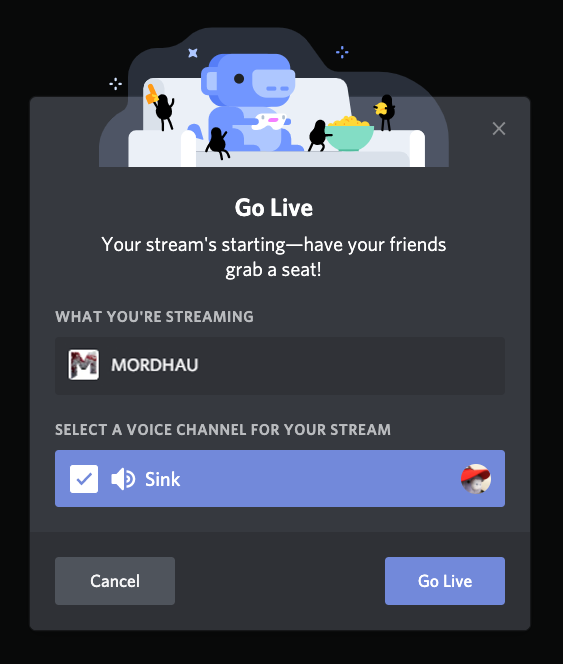 Go Live
Your stream's starting—have your friends
grab a seat!
WHAT YOU'RE STREAMING
M MORDHAU
SELECT A VOICE CHANNEL FOR YOUR STREAM
Sink
Cancel
Go Live